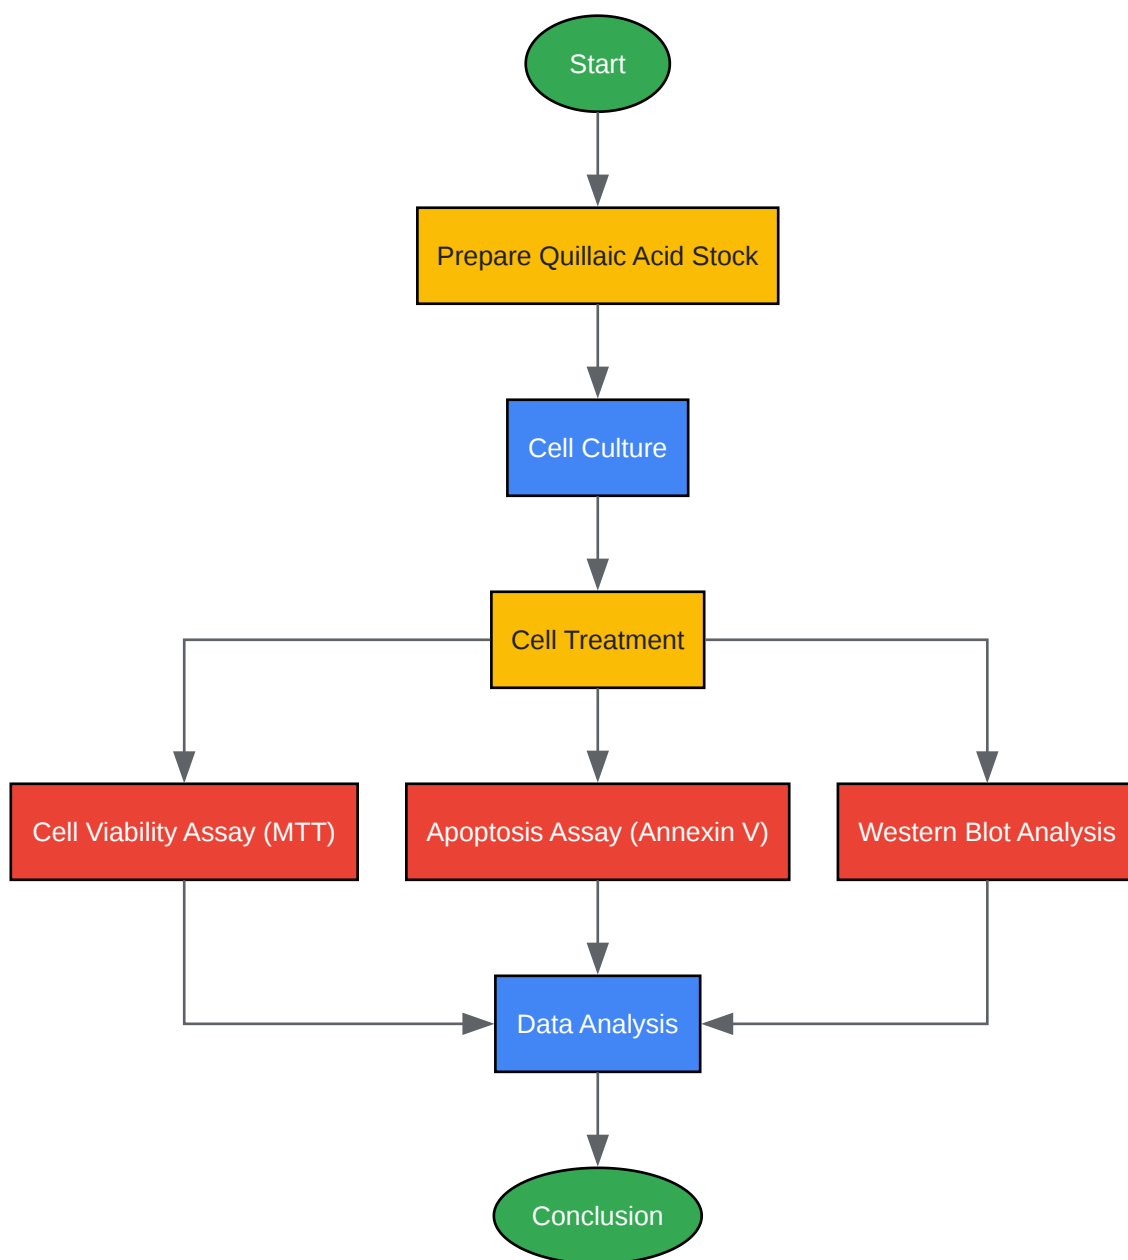 Start
Prepare Quillaic Acid Stock
Cell Culture
Cell Treatment
Cell Viability Assay (MTT)
Apoptosis Assay (Annexin V)
Western Blot Analysis
Data Analysis
Conclusion